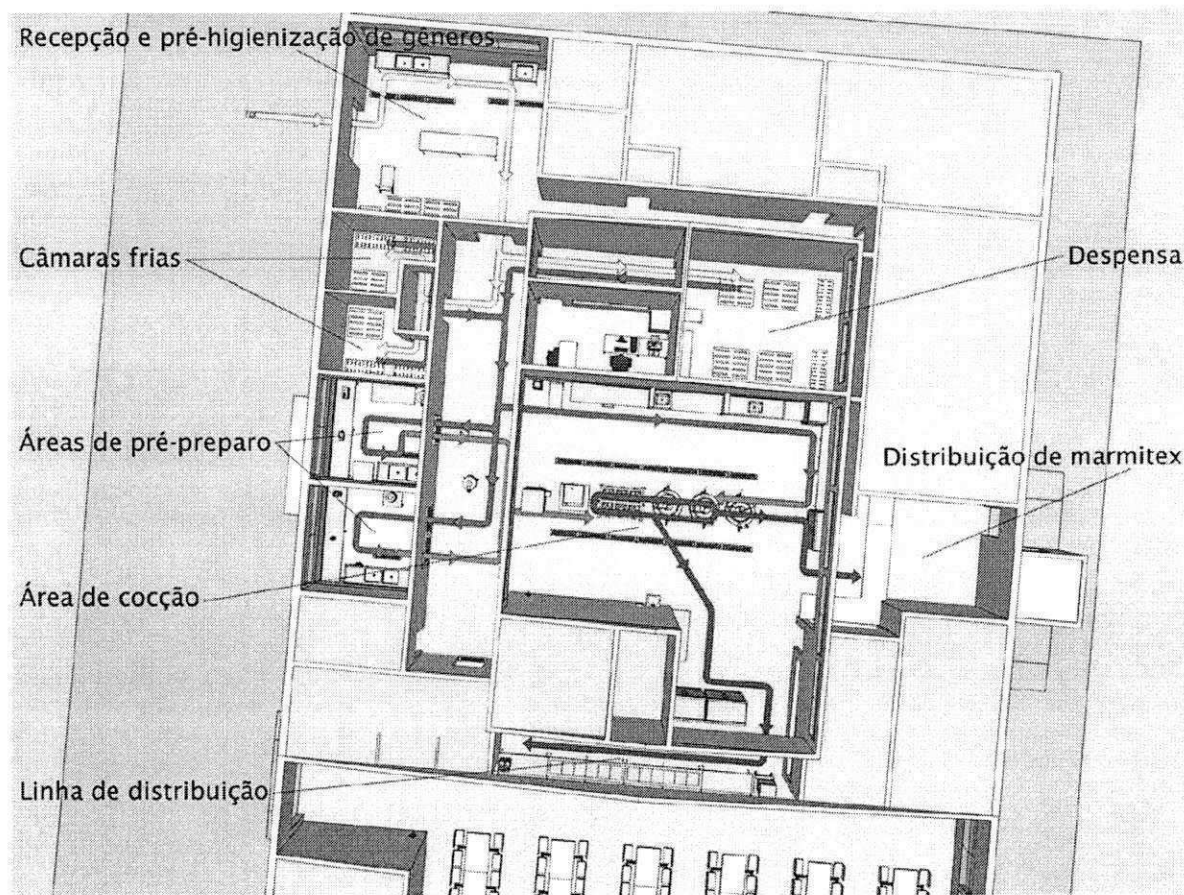 Recepção e pré-higienização de gêneros
Câmaras frias
Despensa
Áreas de pré-preparo
Distribuição de marmitex
Área de cocção
Linha de distribuição